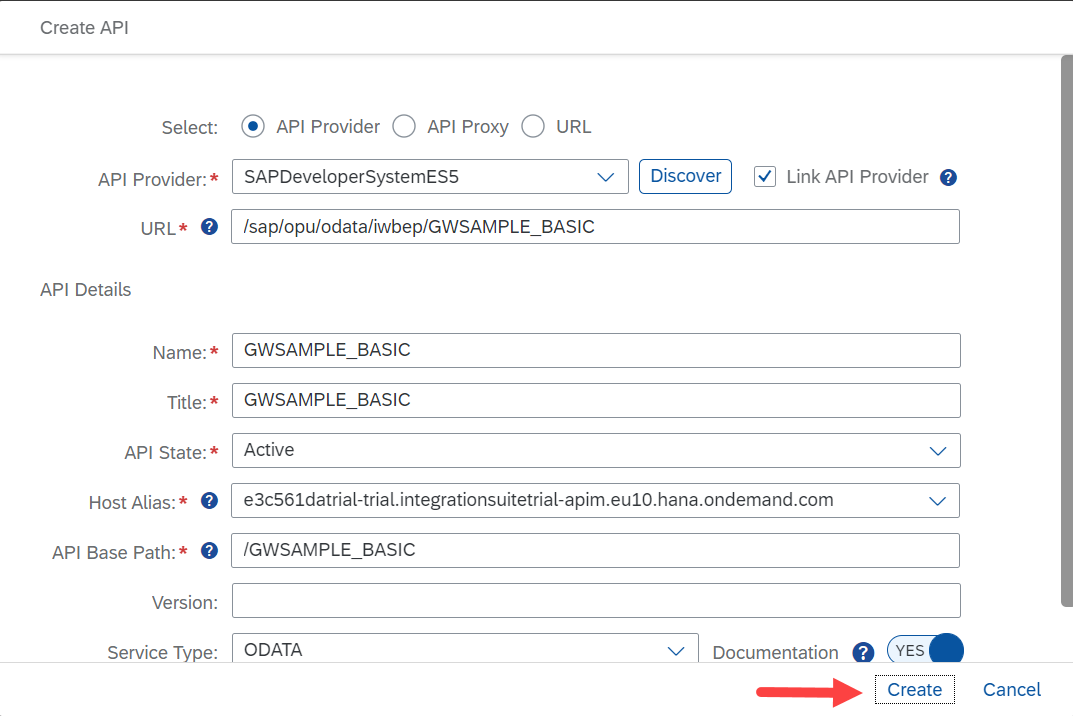 Create API
Select: API Provider API Proxy URL
API Provider:* SAPDeveloperSystemES5 Discover Link API Provider ?
URL* ? /sap/opu/odata/iwbep/GWSAMPLE_BASIC
API Details
Name:* GWSAMPLE_BASIC
Title:* GWSAMPLE_BASIC
API State:* Active
Host Alias:* ? e3c561datrial-trial.integrationsuitetrial-apim.eu10.hana.ondemand.com
API Base Path:* ? /GWSAMPLE_BASIC
Version:
Service Type: ODATA Documentation ? YES
Create Cancel